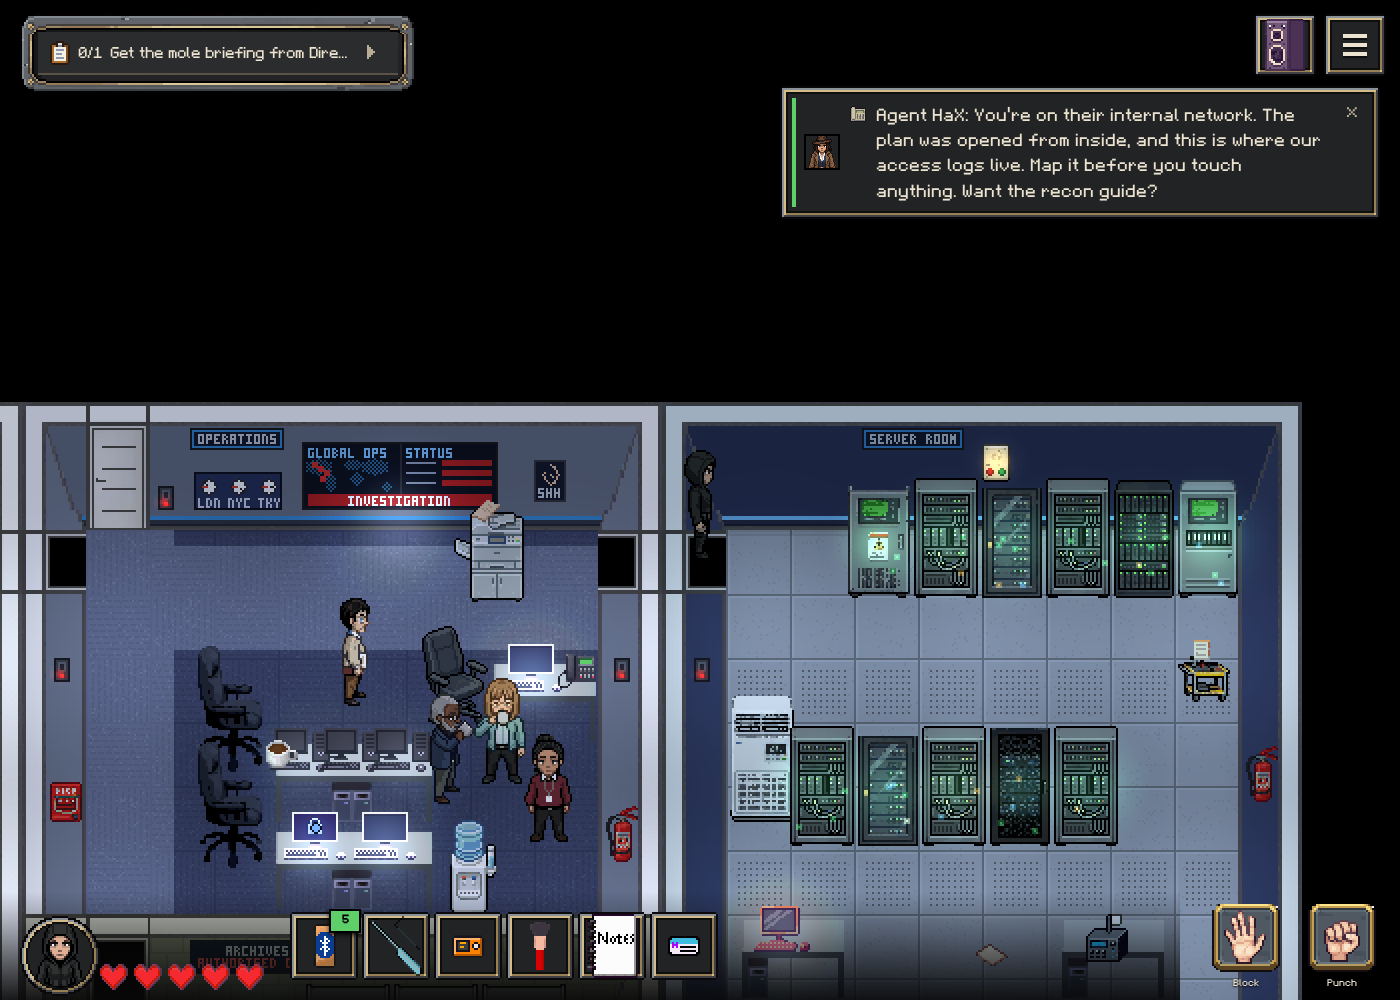 0/1 Get the mole briefing from Dire...
Agent HaX: You're on their internal network. The
plan was opened from inside, and this is where our
access logs live. Map it before you touch
anything. Want the recon guide?
OPERATIONS
GLOBAL OPS STATUS
INVESTIGATION
LDN NYC TKY
SHH
SERVER ROOM
ARCHIVES
AUTHORISED
5
Notes
Block
Punch